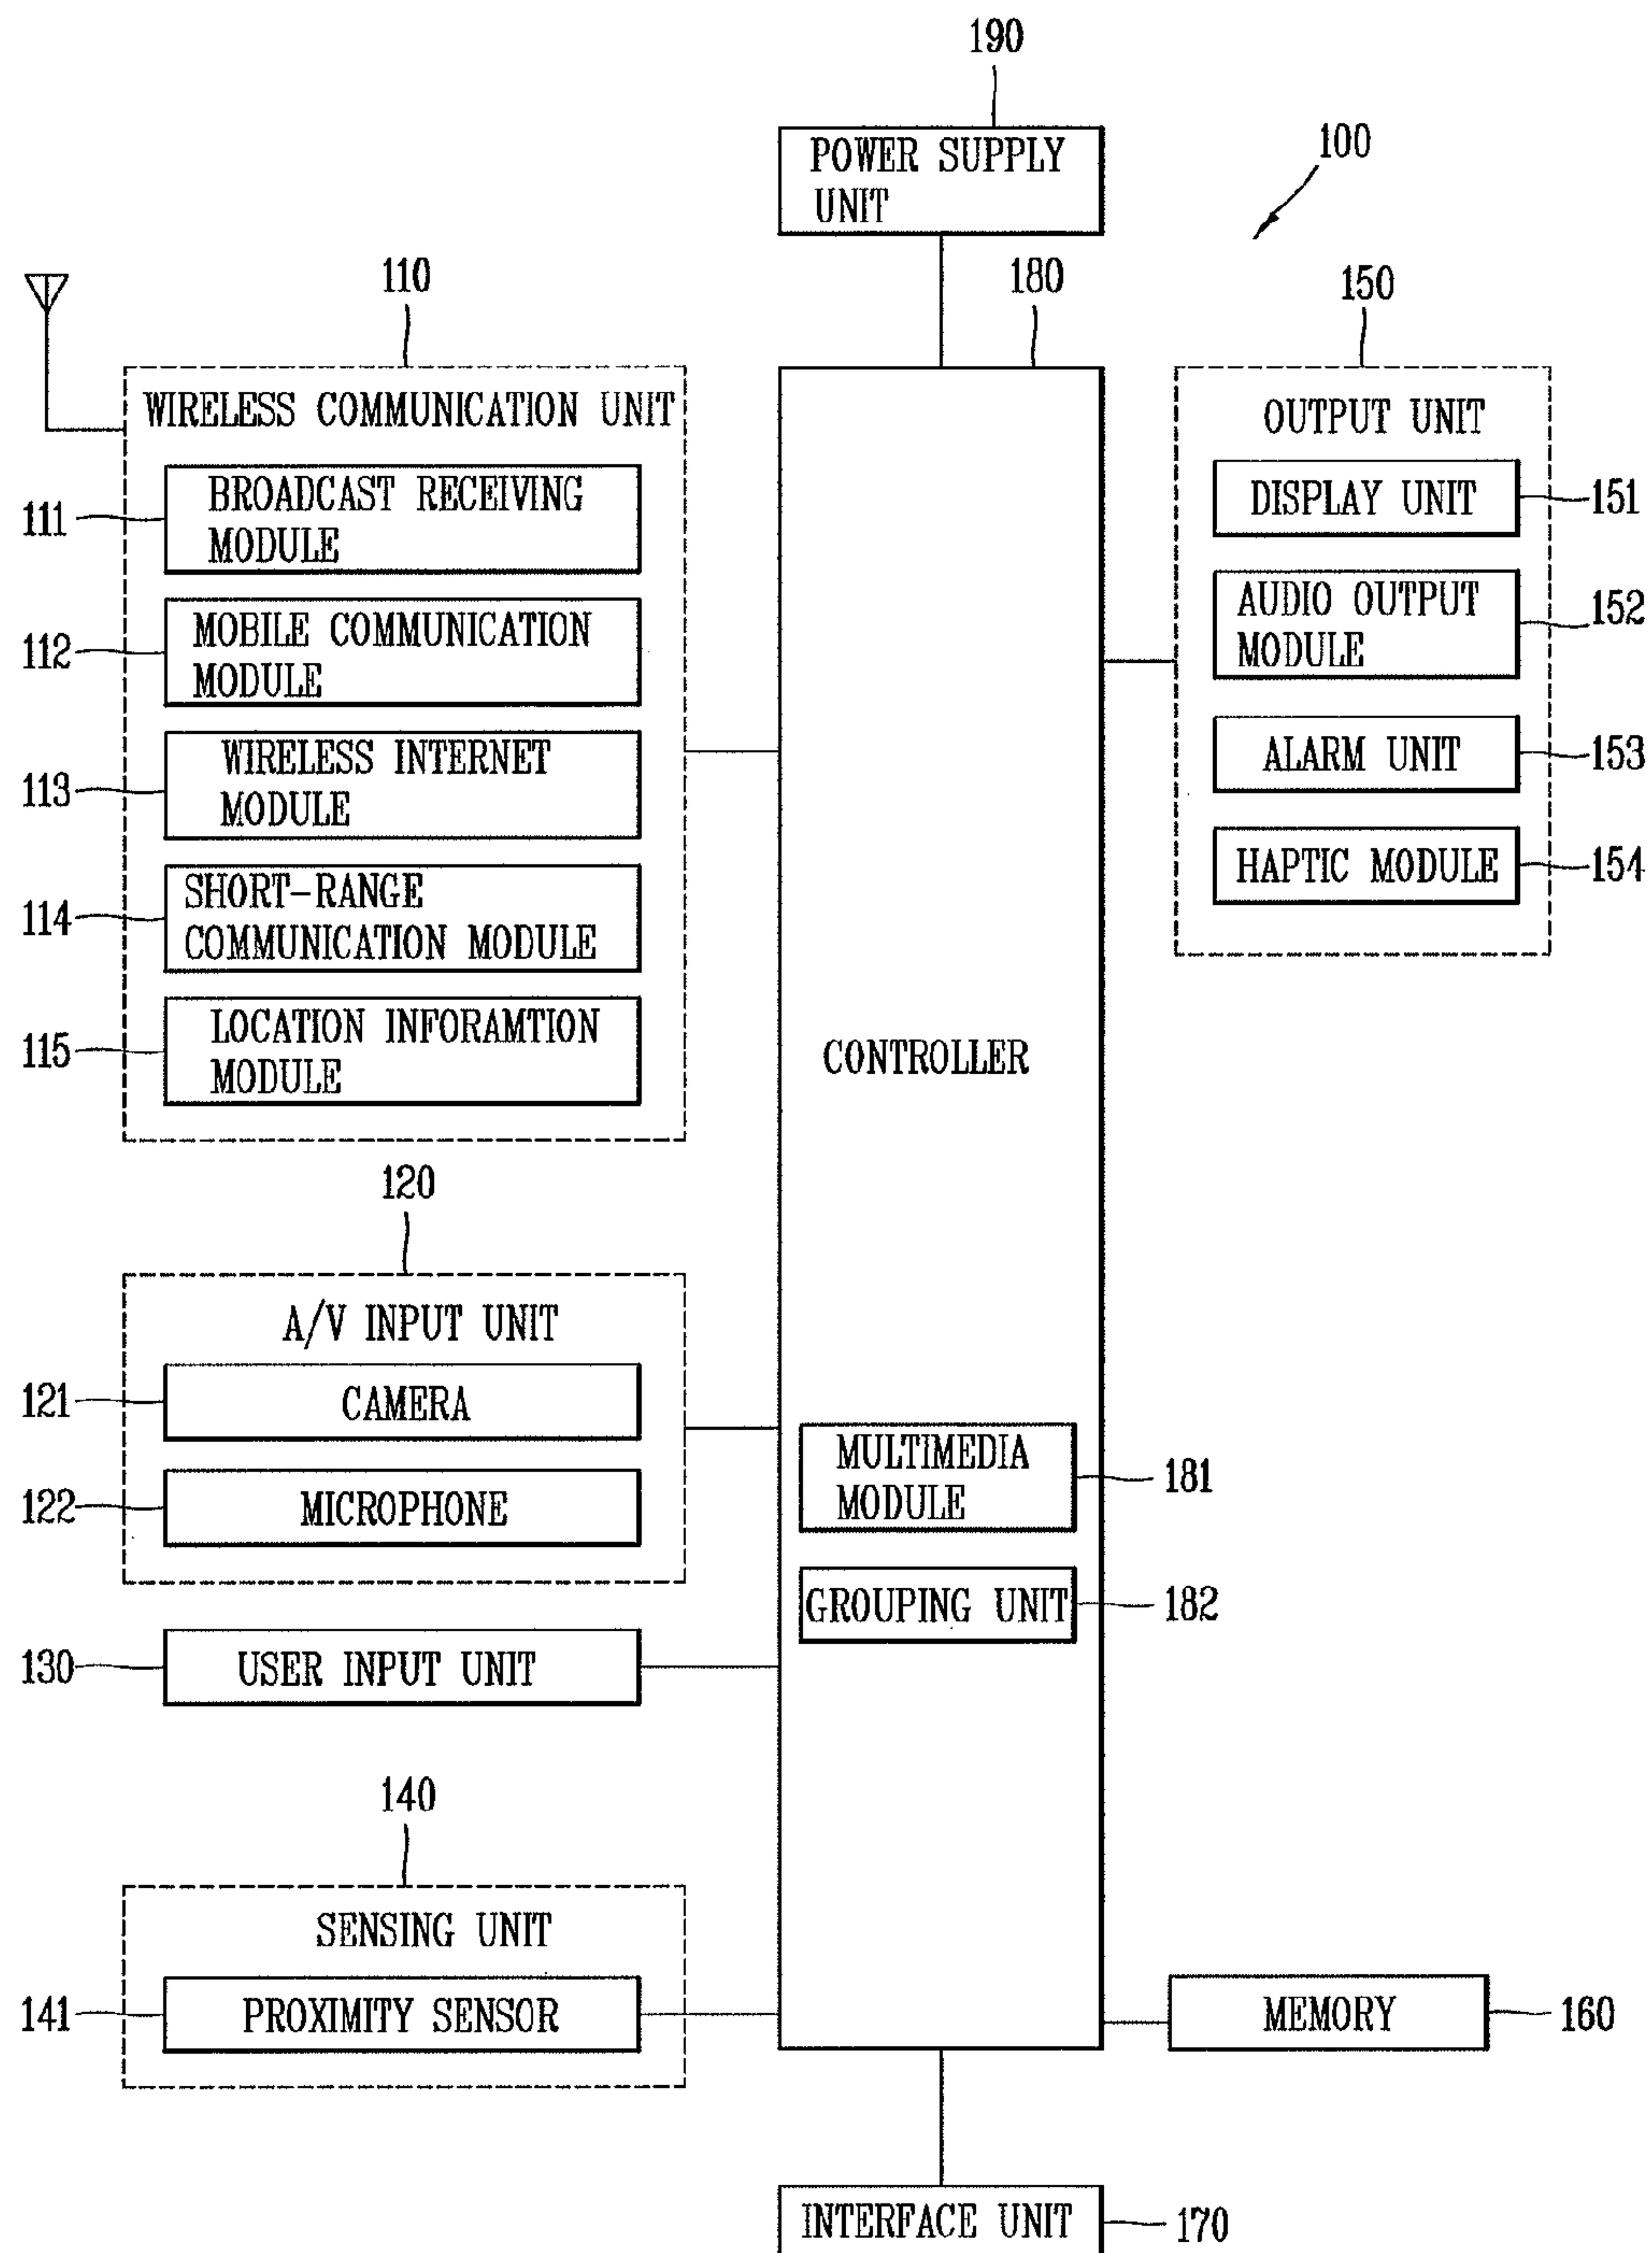 190
POWER SUPPLY
UNIT
100
110
180
150
WIRELESS COMMUNICATION UNIT
OUTPUT UNIT
111
BROADCAST RECEIVING
MODULE
DISPLAY UNIT
151
112
MOBILE COMMUNICATION
MODULE
AUDIO OUTPUT
MODULE
152
113
WIRELESS INTERNET
MODULE
ALARM UNIT
153
114
SHORT-RANGE
COMMUNICATION MODULE
HAPTIC MODULE
154
115
LOCATION INFORAMTION
MODULE
CONTROLLER
120
A/V INPUT UNIT
121
CAMERA
122
MICROPHONE
MULTIMEDIA
MODULE
181
GROUPING UNIT
182
130
USER INPUT UNIT
140
SENSING UNIT
141
PROXIMITY SENSOR
MEMORY
160
INTERFACE UNIT
170